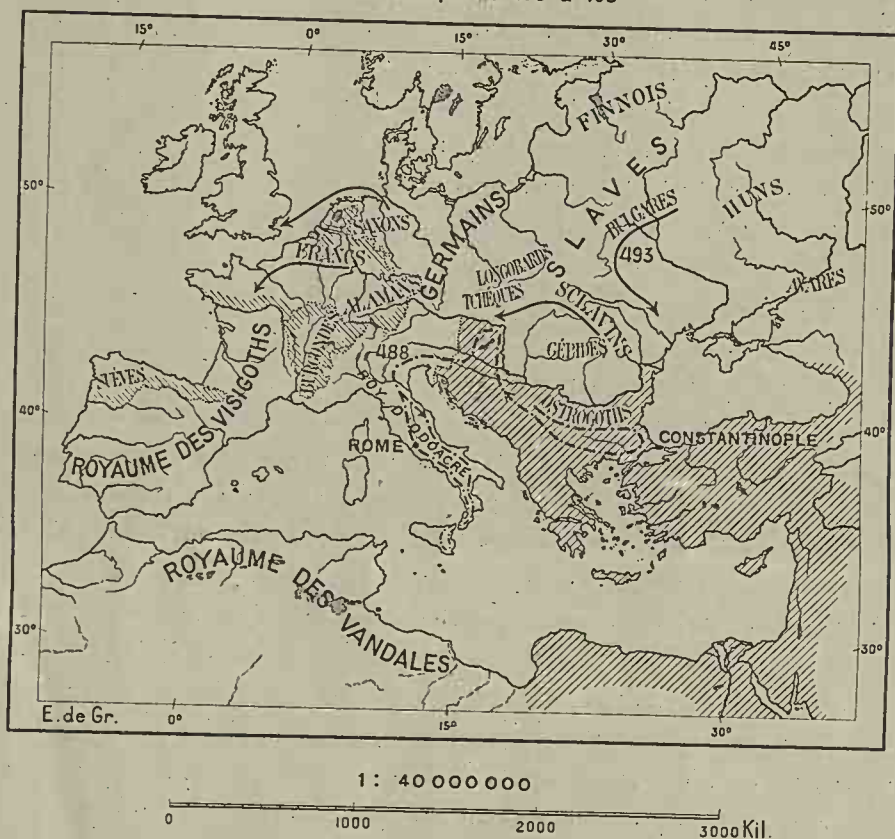 15°
0°
15°
30°
45°
FINNOIS
SLAVES
50°
50°
SAXONS
GERMAINS
BULGARES
HUNS
FRANCS
493
LONGOBARDS
ALAMANS
TCHÈQUES
SCLAVINS
BURGONDES
GÉPIDES
488
SUÈVES
40°
OSTROGOTHS
40°
ROYAUME DES VISIGOTHS
ROY. D'ODOACRE
ROME
CONSTANTINOPLE
ROYAUME DES VANDALES
30°
30°
E. de Gr.
0°
15°
30°
1: 40 000 000
0
1000
2000
3000 Kil.